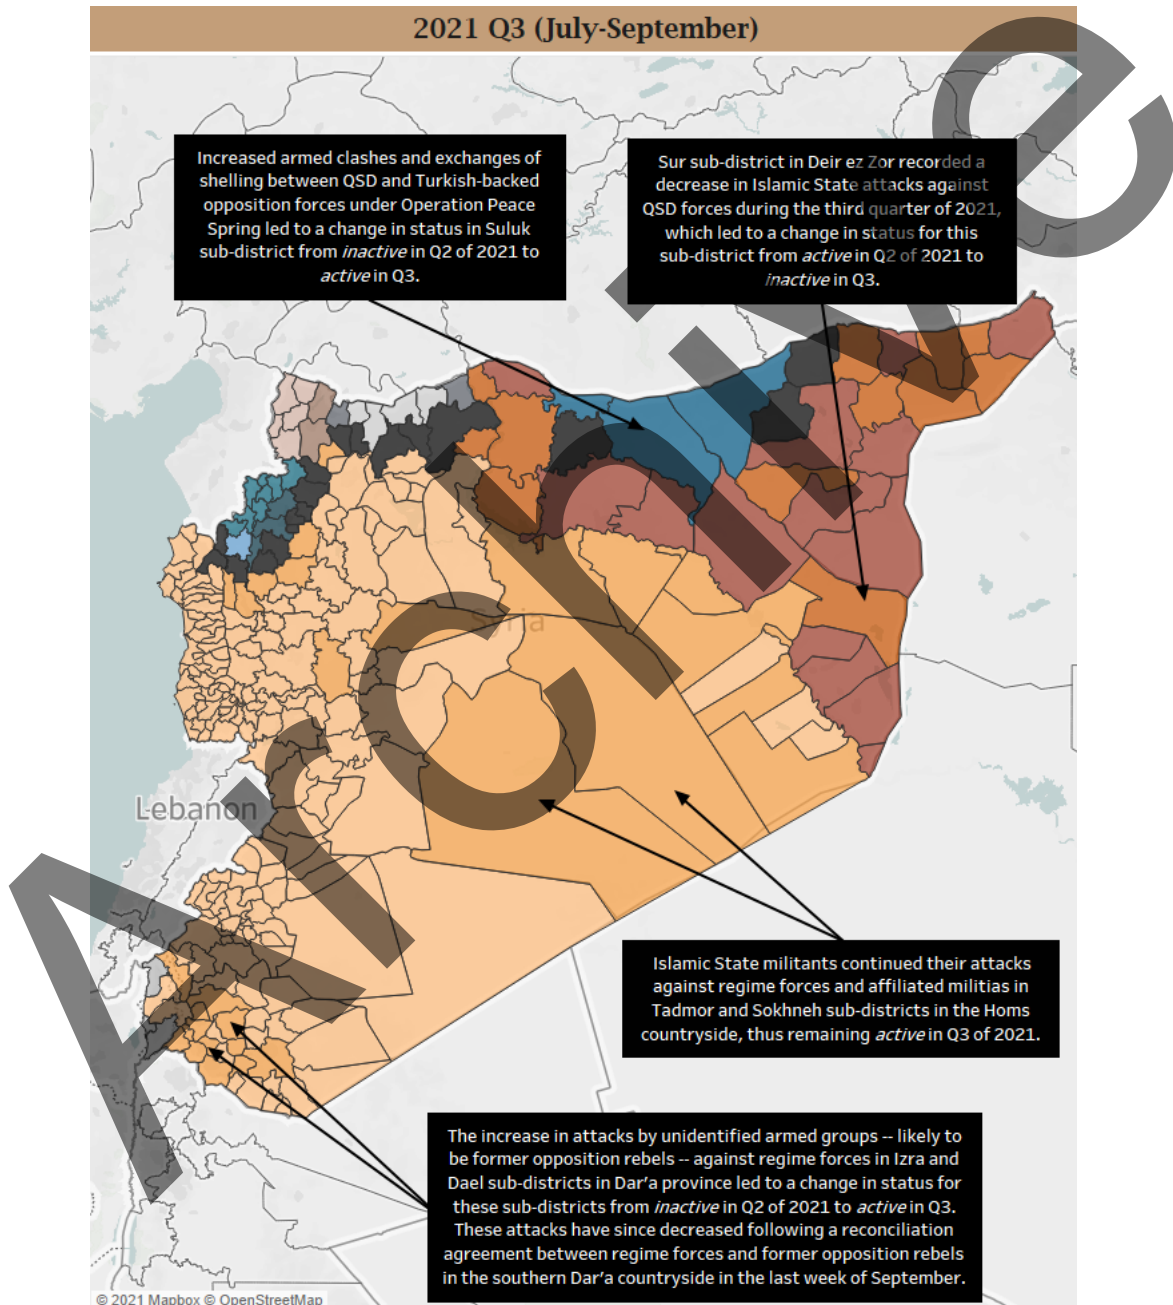 2021 Q3 (July-September)
Increased armed clashes and exchanges of
shelling between QSD and Turkish-backed
opposition forces under Operation Peace
Spring led to a change in status in Suluk
sub-district from inactive in Q2 of 2021 to
active in Q3.
Sur sub-district in Deir ez Zor recorded a
decrease in Islamic State attacks against
QSD forces during the third quarter of 2021,
which led to a change in status for this
sub-district from active in Q2 of 2021 to
inactive in Q3.
Syria
Lebanon
Islamic State militants continued their attacks
against regime forces and affiliated militias in
Tadmor and Sokhneh sub-districts in the Homs
countryside, thus remaining active in Q3 of 2021.
The increase in attacks by unidentified armed groups -- likely to
be former opposition rebels -- against regime forces in Izra and
Dael sub-districts in Dar'a province led to a change in status for
these sub-districts from inactive in Q2 of 2021 to active in Q3.
These attacks have since decreased following a reconciliation
agreement between regime forces and former opposition rebels
in the southern Dar'a countryside in the last week of September.
© 2021 Mapbox © OpenStreetMap
Archive